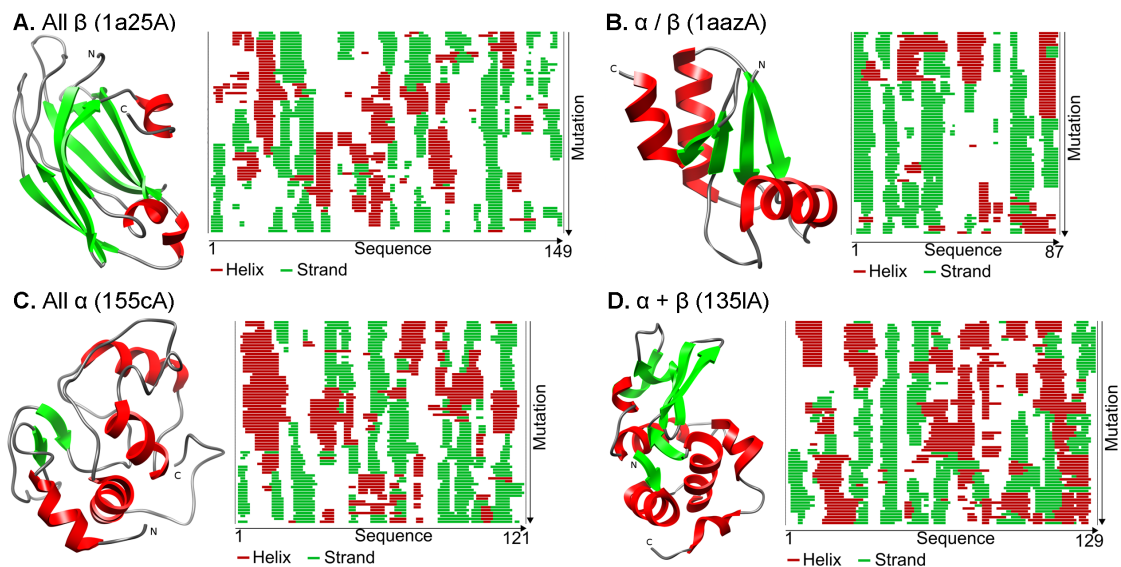 A. All β (1a25A)
N
C
Mutation
1
Sequence
149
Helix
Strand
B. α / β (1aazA)
C
N
Mutation
1
Sequence
87
Helix
Strand
C. All α (155cA)
C
N
Mutation
1
Sequence
121
Helix
Strand
D. α + β (135lA)
N
C
Mutation
1
Sequence
129
Helix
Strand